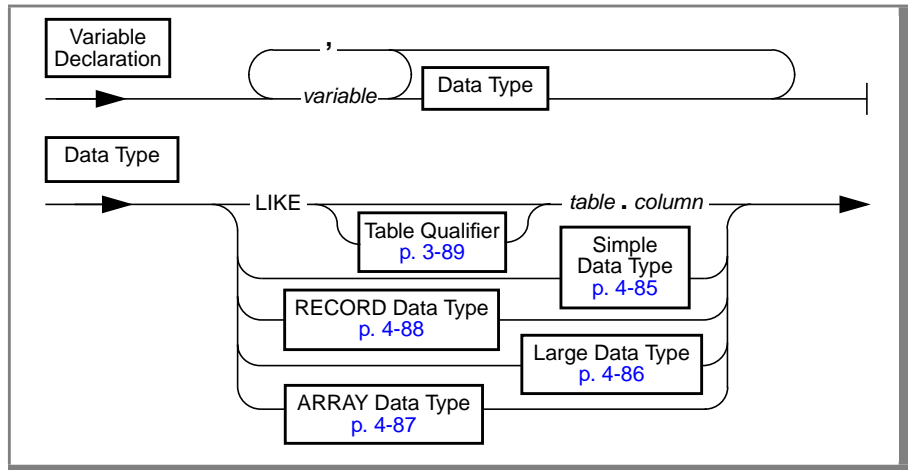 Variable
Declaration
,
variable
Data Type
Data Type
LIKE
table . column
Table Qualifier
p. 3-89
Simple
Data Type
p. 4-85
RECORD Data Type
p. 4-88
Large Data Type
p. 4-86
ARRAY Data Type
p. 4-87